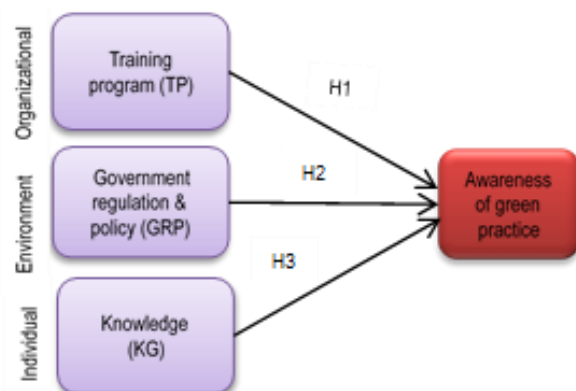 Organizational
Training
program (TP)
H1
Environment
Government
regulation &
policy (GRP)
H2
Awareness
of green
practice
H3
Individual
Knowledge
(KG)